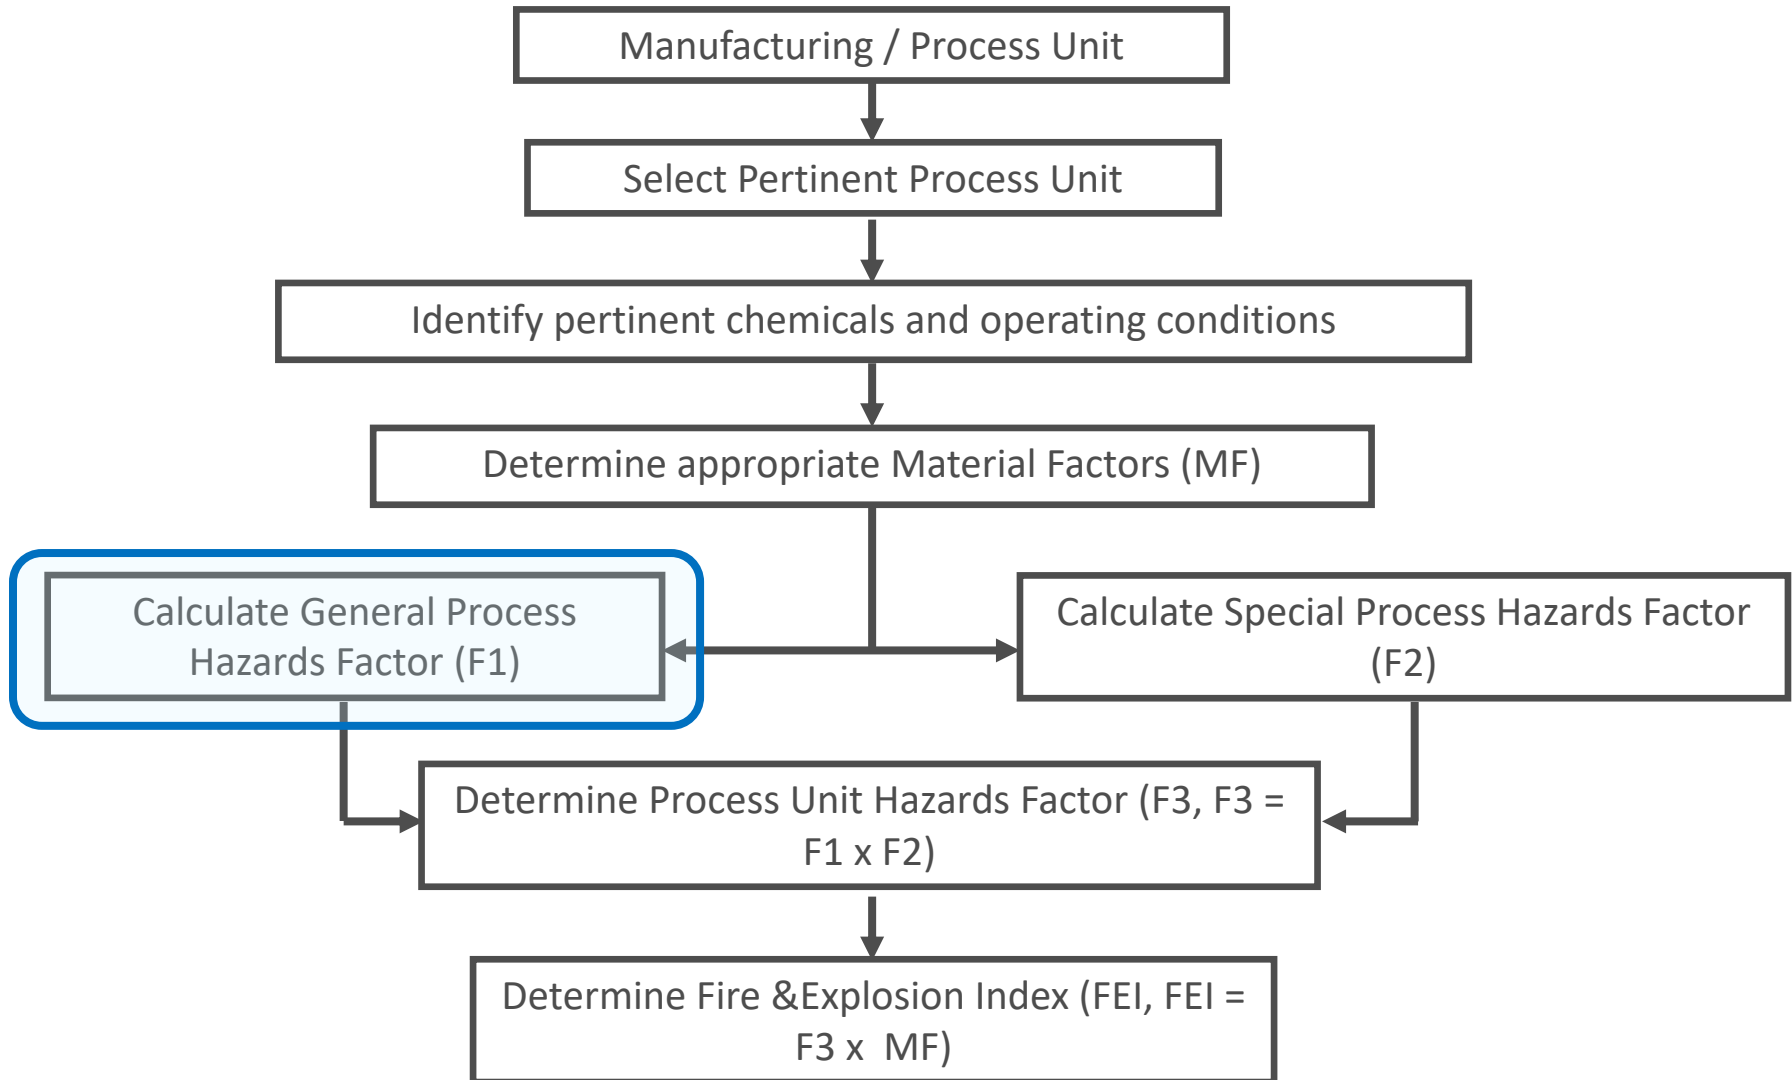 Manufacturing / Process Unit
Select Pertinent Process Unit
Identify pertinent chemicals and operating conditions
Determine appropriate Material Factors (MF)
Calculate General Process
Hazards Factor (F1)
Calculate Special Process Hazards Factor
(F2)
Determine Process Unit Hazards Factor (F3, F3 =
F1 x F2)
Determine Fire &Explosion Index (FEI, FEI =
F3 x  MF)